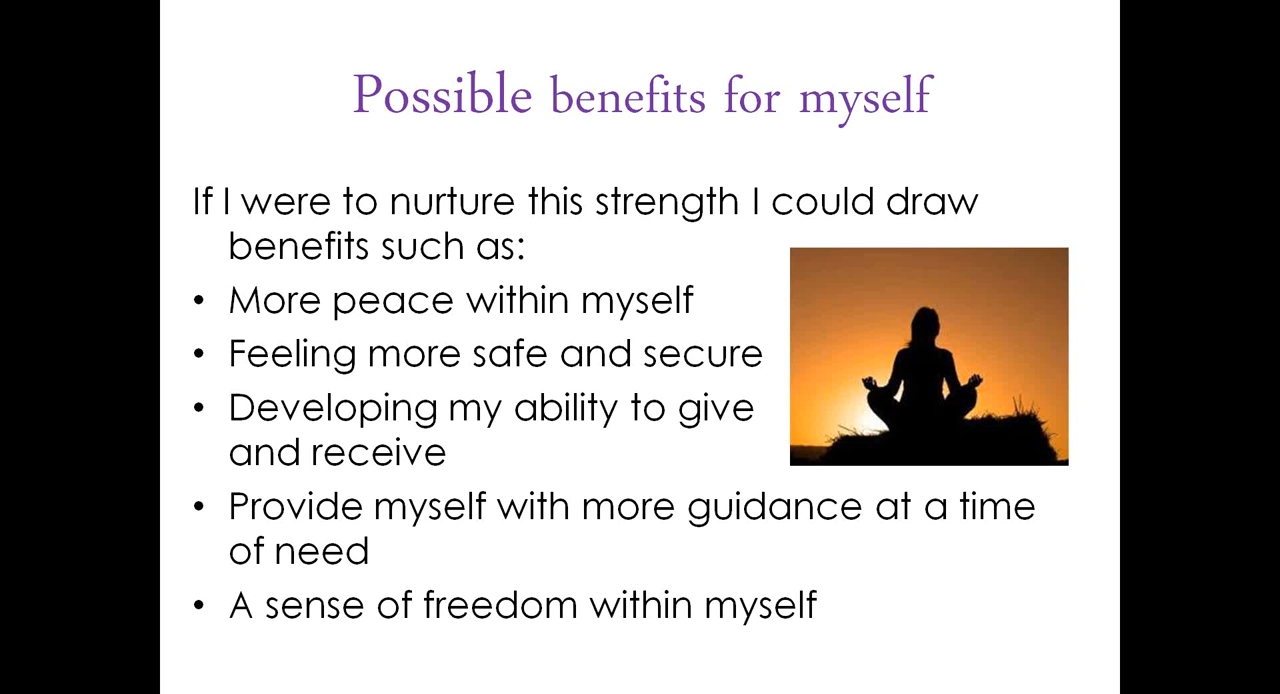 Possible benefits for myself
If I were to nurture this strength I could draw
benefits such as:
• More peace within myself
• Feeling more safe and secure
• Developing my ability to give
and receive
• Provide myself with more guidance at a time
of need
• A sense of freedom within myself